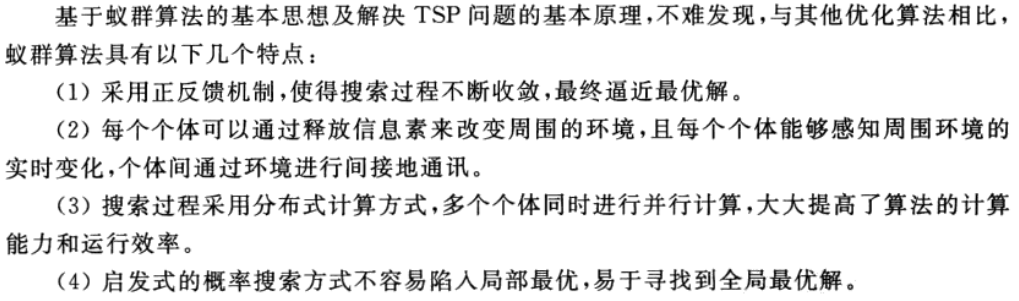 基于蚁群算法的基本思想及解决 TSP 问题的基本原理,不难发现,与其他优化算法相比,
蚁群算法具有以下几个特点:
(1) 采用正反馈机制,使得搜索过程不断收敛,最终逼近最优解。
(2) 每个个体可以通过释放信息素来改变周围的环境,且每个个体能够感知周围环境的
实时变化,个体间通过环境进行间接地通讯。
(3) 搜索过程采用分布式计算方式,多个个体同时进行并行计算,大大提高了算法的计算
能力和运行效率。
(4) 启发式的概率搜索方式不容易陷入局部最优,易于寻找到全局最优解。